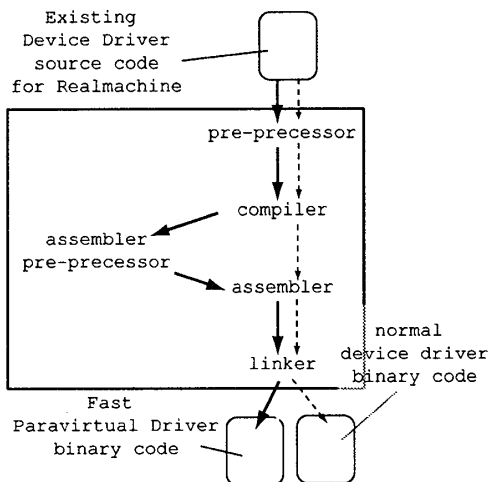 Existing
Device Driver
source code
for Realmachine
pre-precessor
compiler
assembler
pre-precessor
assembler
linker
normal
device driver
binary code
Fast
Paravirtual Driver
binary code